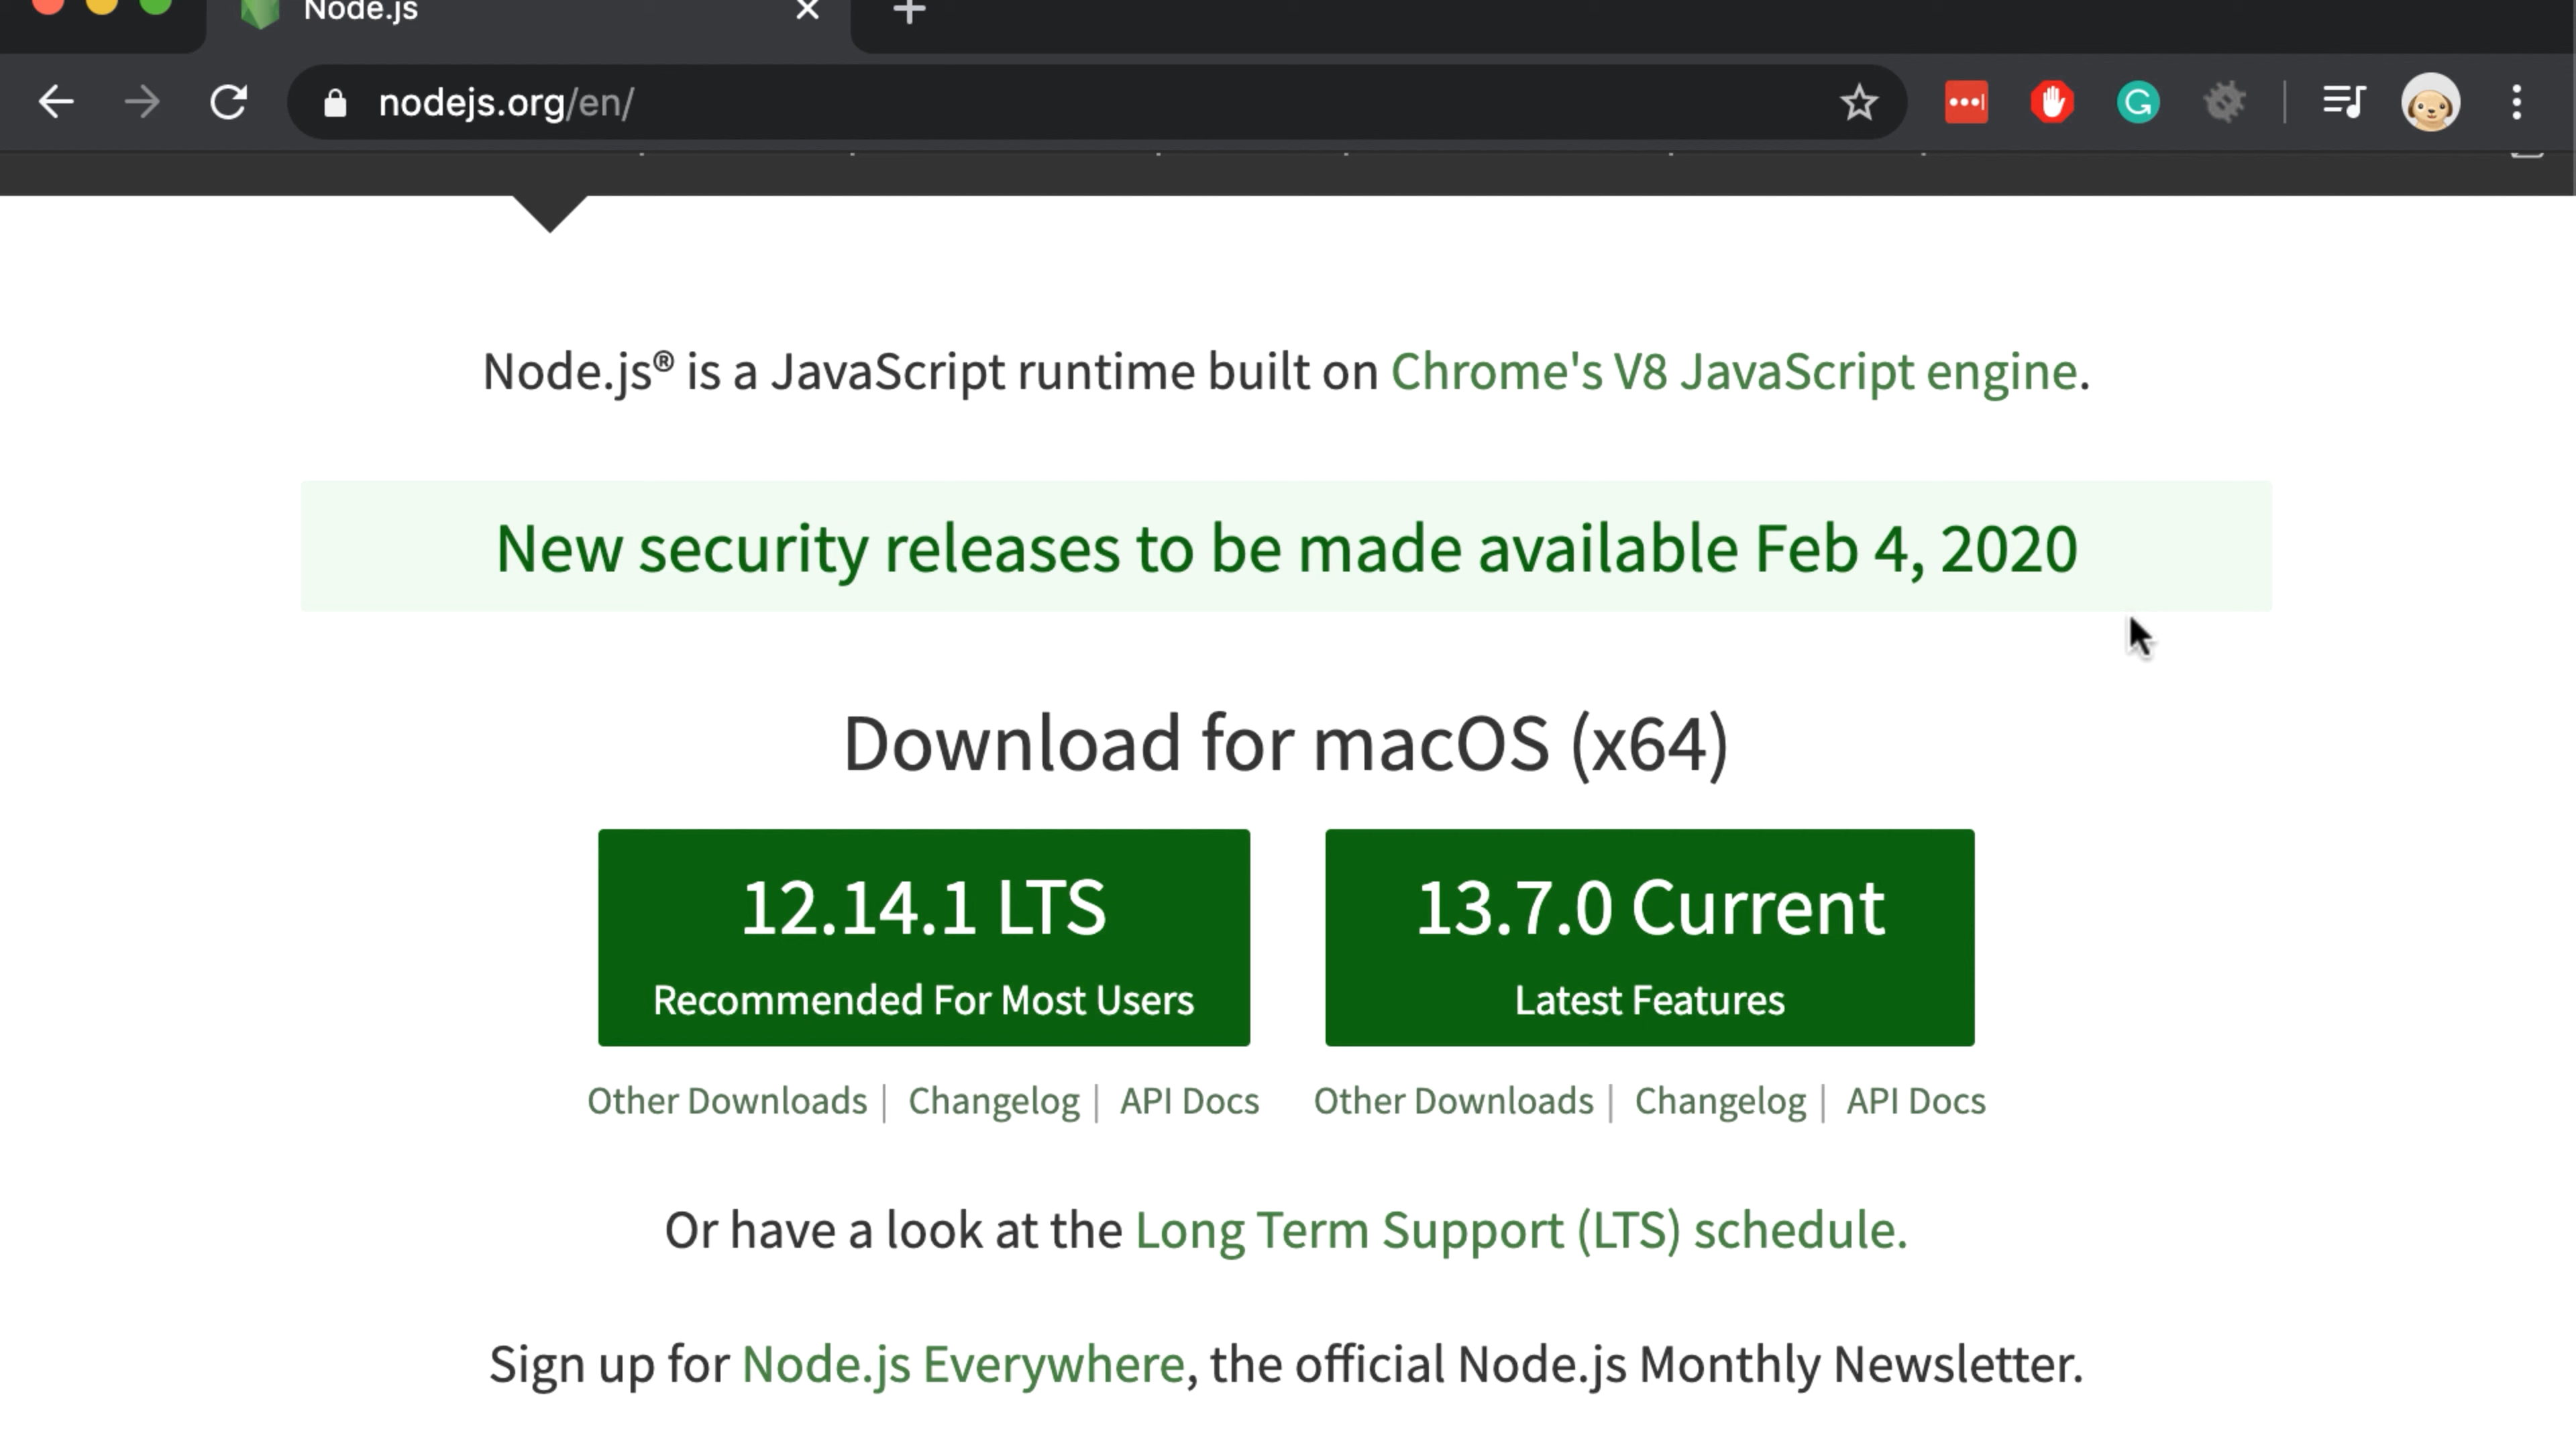 Node.js
nodejs.org/en/
Node.js® is a JavaScript runtime built on Chrome's V8 JavaScript engine.
New security releases to be made available Feb 4, 2020
Download for macOS (x64)
12.14.1 LTS
Recommended For Most Users
13.7.0 Current
Latest Features
Other Downloads | Changelog | API Docs
Other Downloads | Changelog | API Docs
Or have a look at the Long Term Support (LTS) schedule.
Sign up for Node.js Everywhere, the official Node.js Monthly Newsletter.